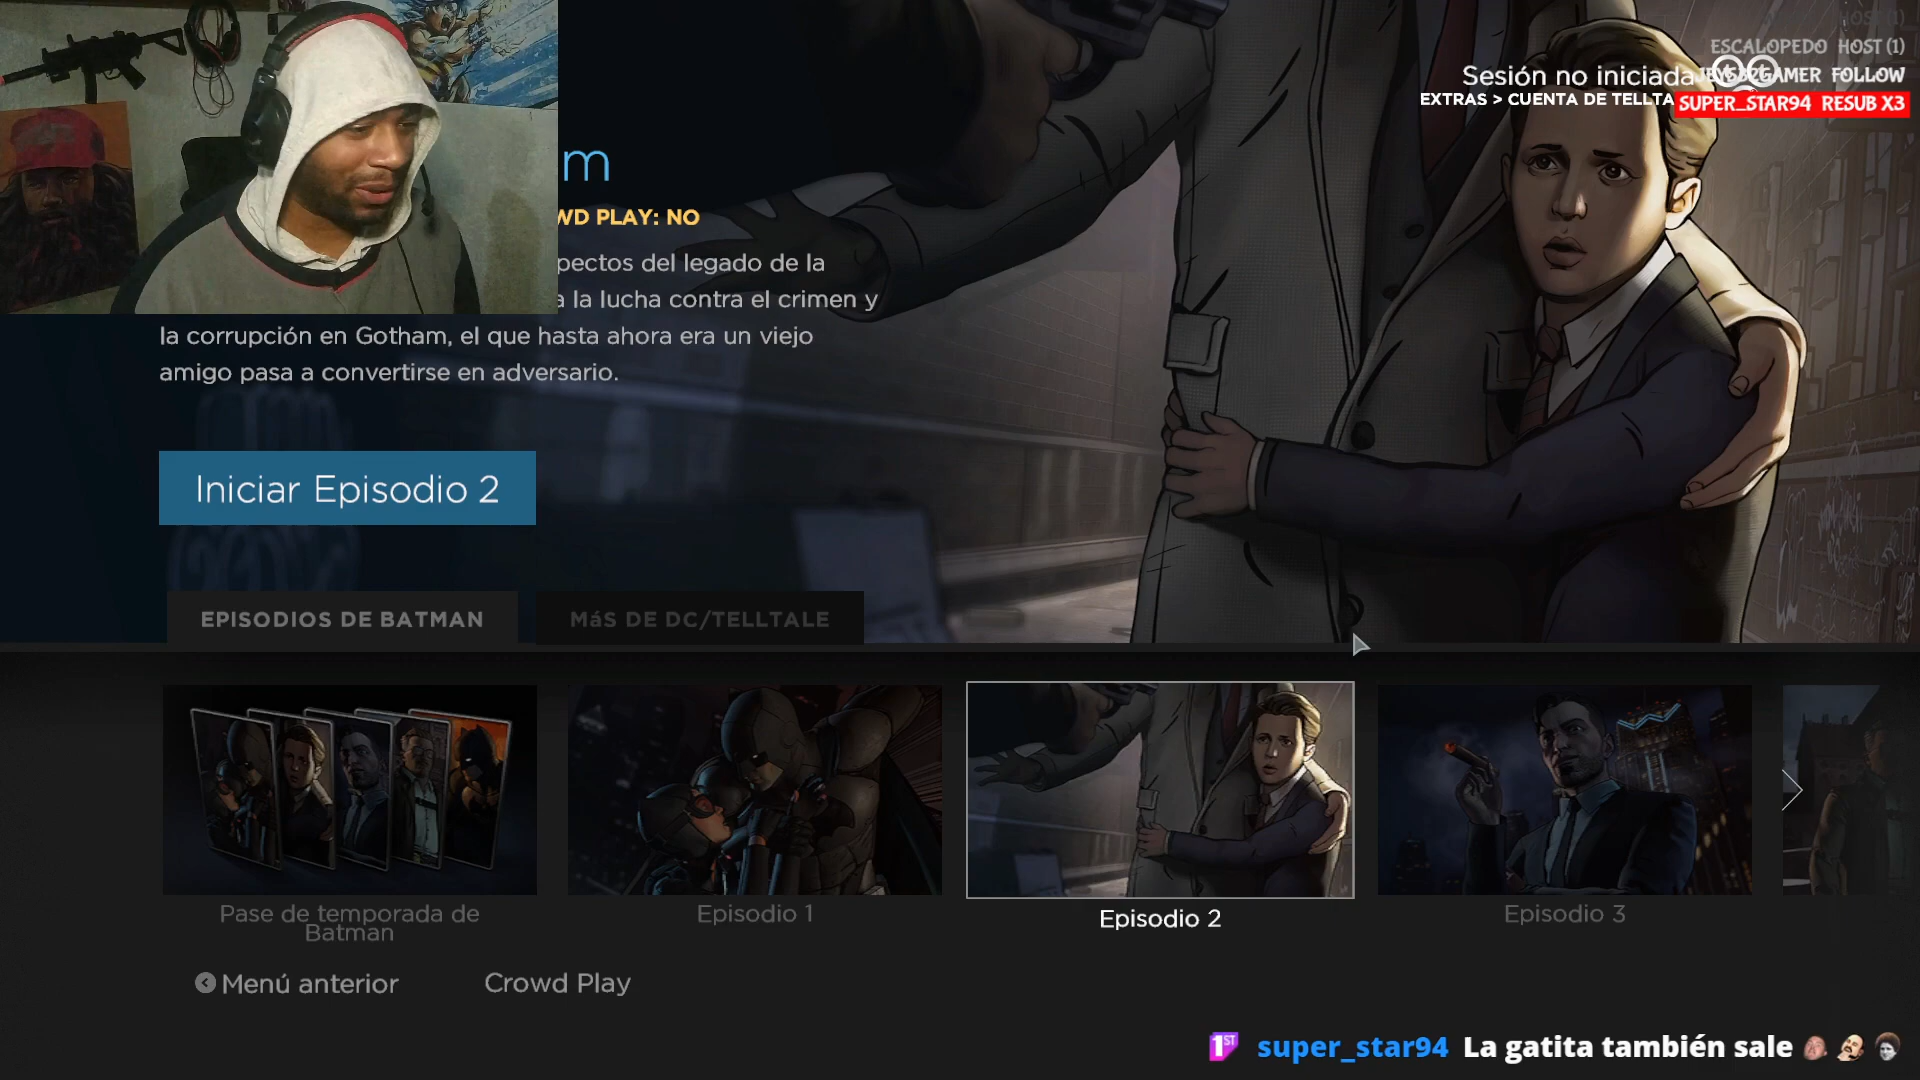 HOST (1)
ESCALOPEDO HOST (1)
Sesión no iniciada
FOLLOW
EXTRAS > CUENTA DE TELLTA
SUPER_STAR94 RESUB X3
m
WD PLAY: NO
pectos del legado de la
a la lucha contra el crimen y
la corrupción en Gotham, el que hasta ahora era un viejo
amigo pasa a convertirse en adversario.
Iniciar Episodio 2
EPISODIOS DE BATMAN
MáS DE DC/TELLTALE
Pase de temporada de
Batman
Episodio 1
Episodio 2
Episodio 3
Menú anterior
Crowd Play
1ST super_star94 La gatita también sale